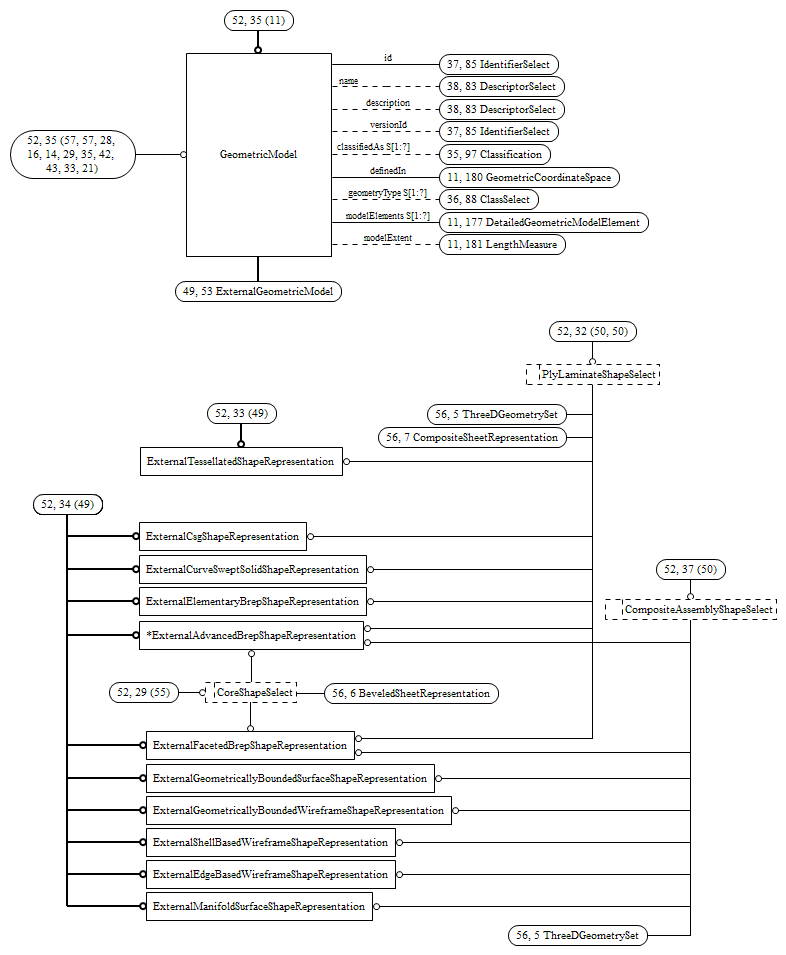 52, 35 (11)
id
37, 85 IdentifierSelect
name
38, 83 DescriptorSelect
description
38, 83 DescriptorSelect
versionId
37, 85 IdentifierSelect
52, 35 (57, 57, 28,
16, 14, 29, 35, 42,
43, 33, 21)
GeometricModel
classifiedAs S[1:?]
35, 97 Classification
definedIn
11, 180 GeometricCoordinateSpace
geometryType S[1:?]
36, 88 ClassSelect
modelElements S[1:?]
11, 177 DetailedGeometricModelElement
modelExtent
11, 181 LengthMeasure
49, 53 ExternalGeometricModel
52, 32 (50, 50)
PlyLaminateShapeSelect
52, 33 (49)
56, 5 ThreeDGeometrySet
56, 7 CompositeSheetRepresentation
ExternalTessellatedShapeRepresentation
52, 34 (49)
ExternalCsgShapeRepresentation
ExternalCurveSweptSolidShapeRepresentation
52, 37 (50)
ExternalElementaryBrepShapeRepresentation
CompositeAssemblyShapeSelect
*ExternalAdvancedBrepShapeRepresentation
52, 29 (55)
CoreShapeSelect
56, 6 BeveledSheetRepresentation
ExternalFacetedBrepShapeRepresentation
ExternalGeometricallyBoundedSurfaceShapeRepresentation
ExternalGeometricallyBoundedWireframeShapeRepresentation
ExternalShellBasedWireframeShapeRepresentation
ExternalEdgeBasedWireframeShapeRepresentation
ExternalManifoldSurfaceShapeRepresentation
56, 5 ThreeDGeometrySet